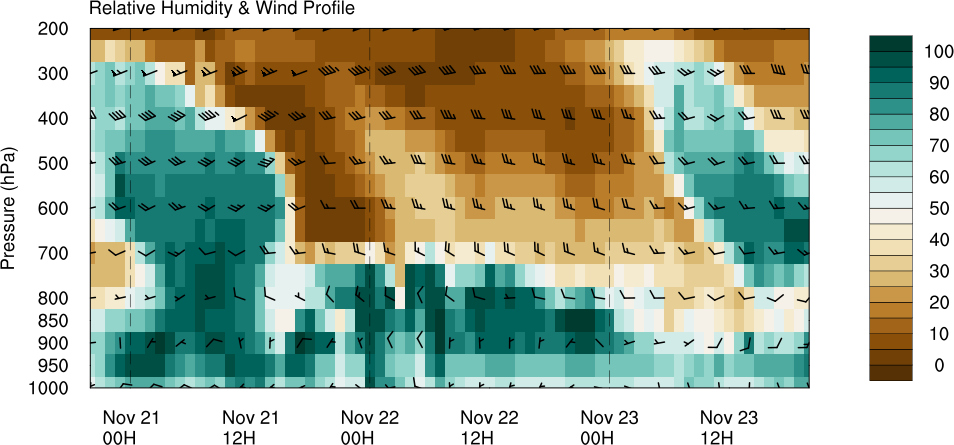 Relative Humidity & Wind Profile
200
300
400
500
600
700
800
850
900
950
1000
Pressure (hPa)
Nov 21
00H
Nov 21
12H
Nov 22
00H
Nov 22
12H
Nov 23
00H
Nov 23
12H
100
90
80
70
60
50
40
30
20
10
0